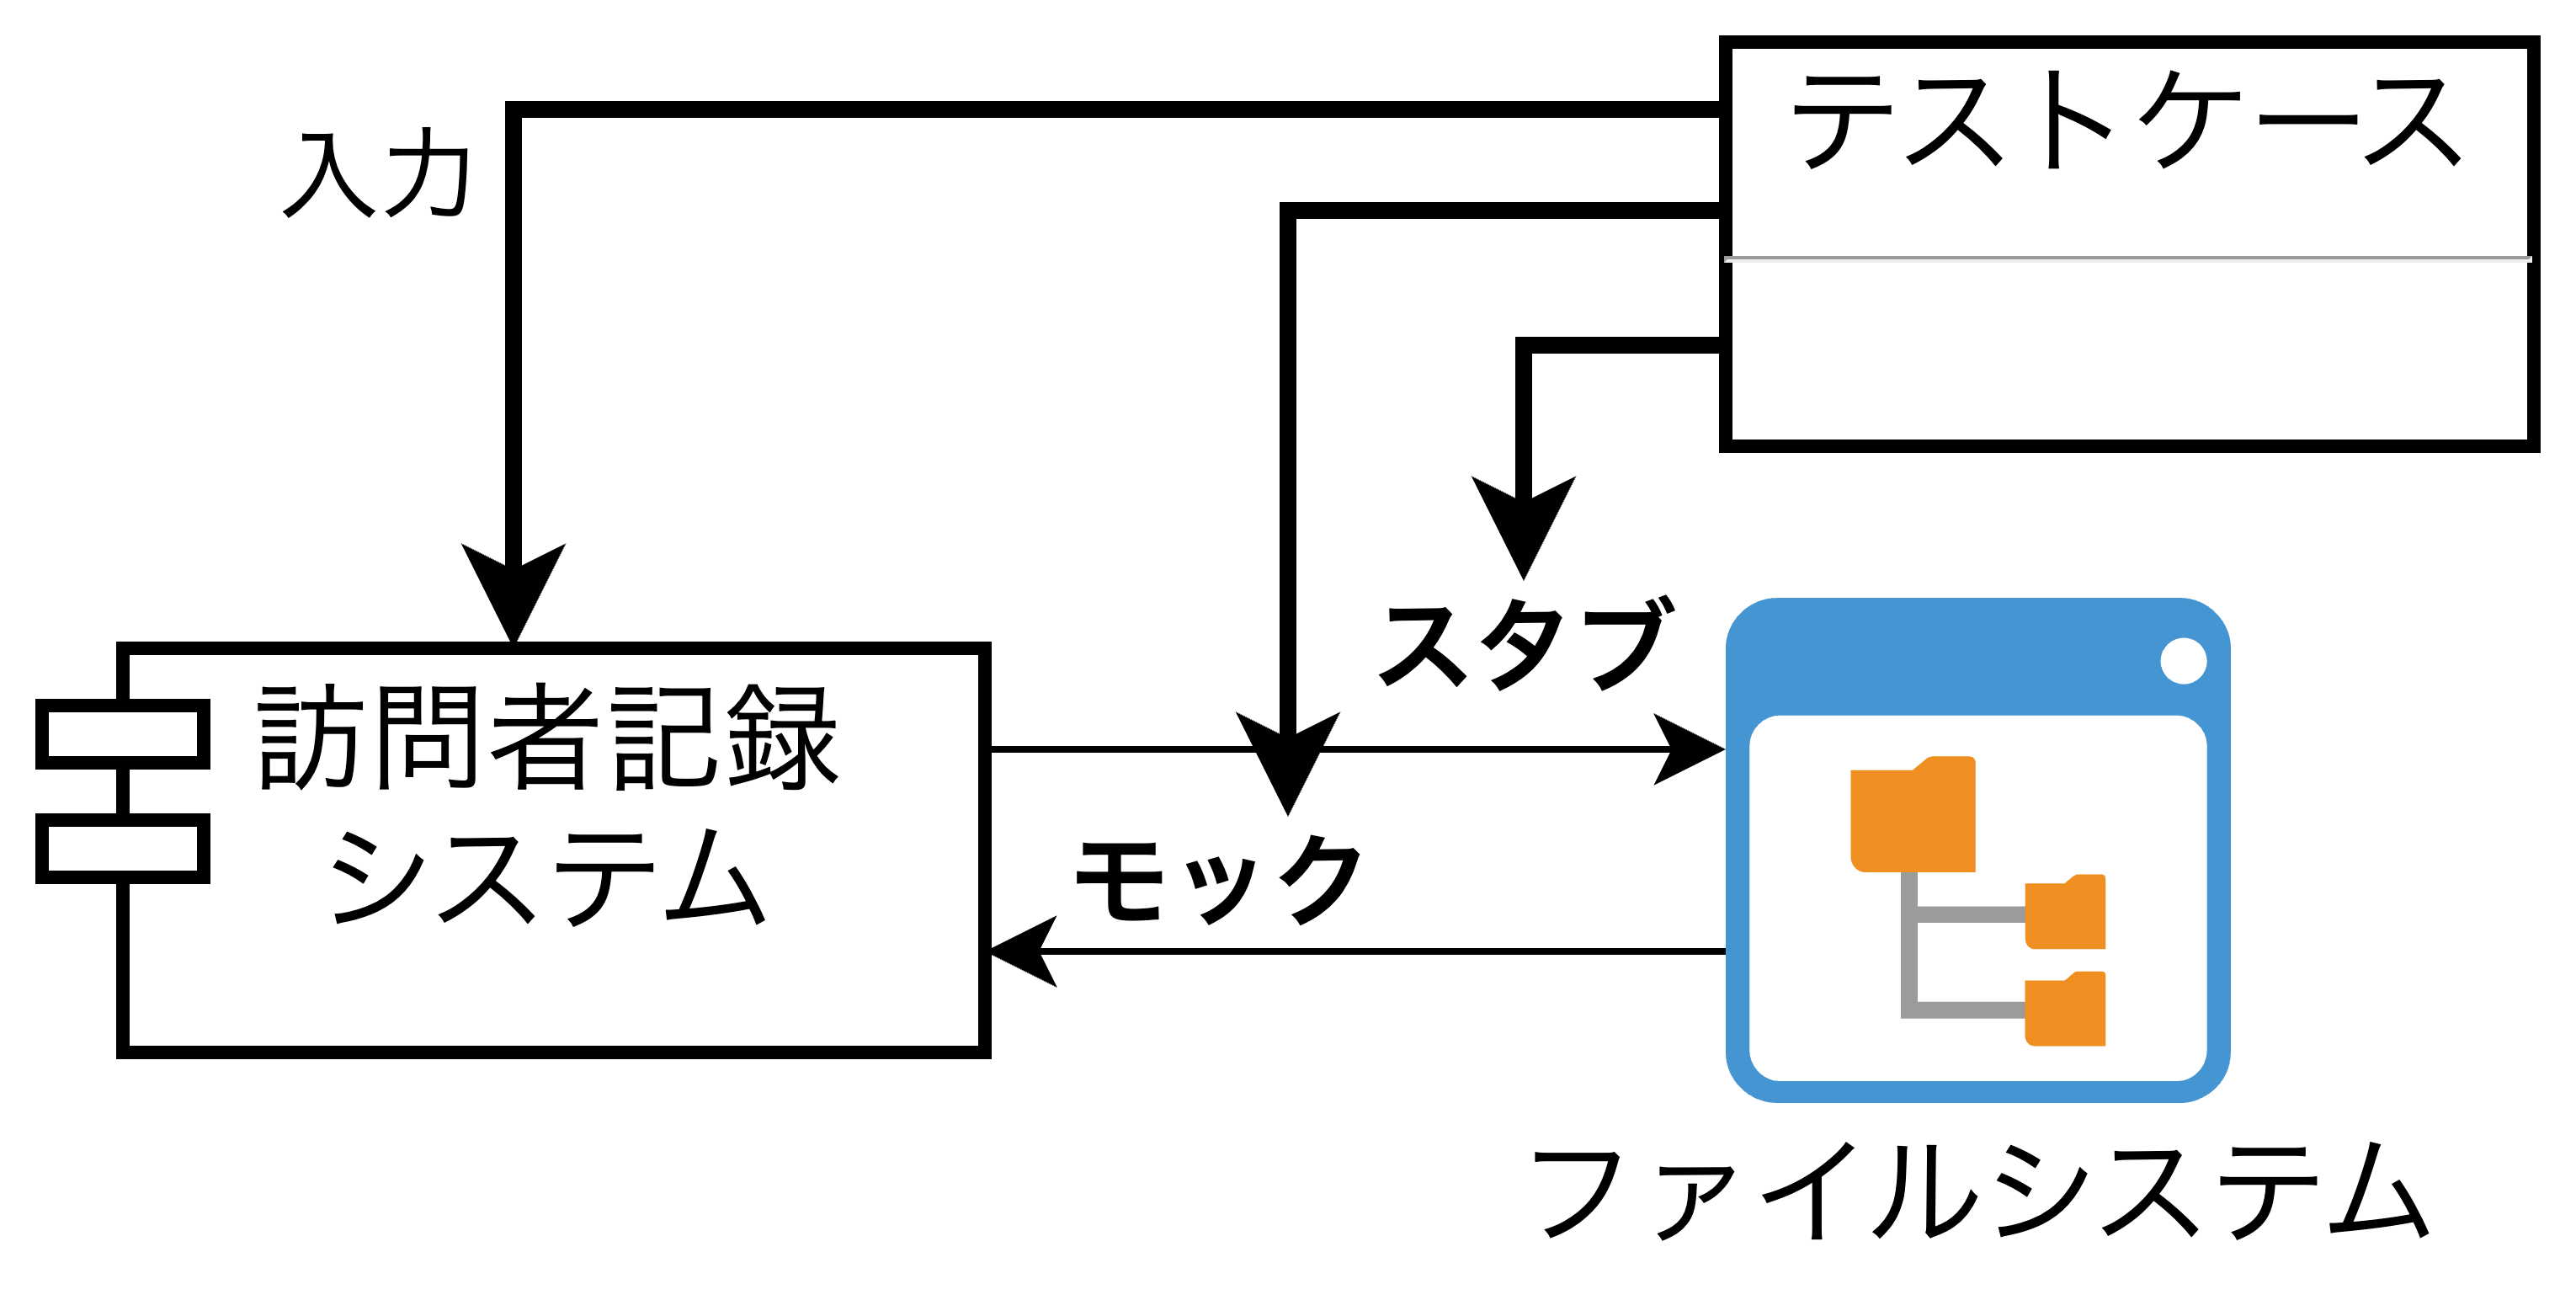 テストケース
入力
スタブ
訪問者記録
システム
モック
ファイルシステム